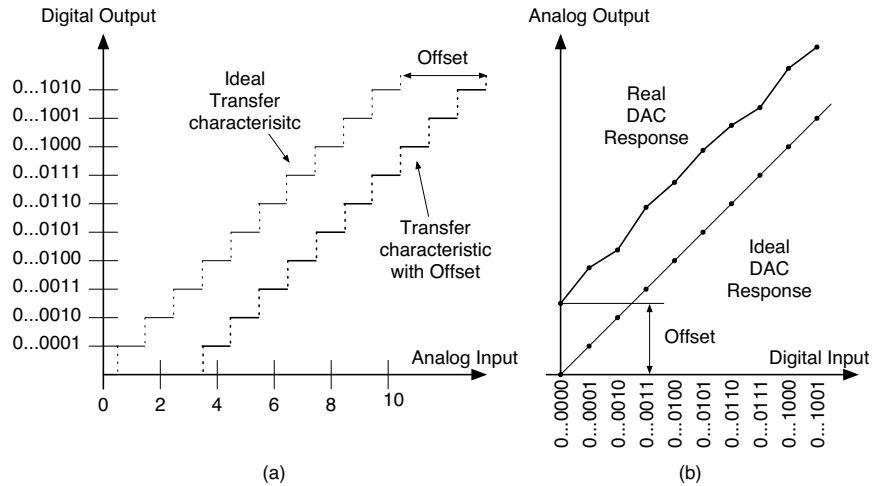 Digital Output
Offset
Ideal
Transfer
characterisitc
0...1010
0...1001
0...1000
0...0111
0...0110
0...0101
0...0100
0...0011
0...0010
0...0001
Transfer
characteristic
with Offset
Analog Input
0
2
4
6
8
10
(a)
Analog Output
Real
DAC
Response
Ideal
DAC
Response
Offset
Digital Input
0...0000
0...0001
0...0010
0...0011
0...0100
0...0101
0...0110
0...0111
0...1000
0...1001
(b)